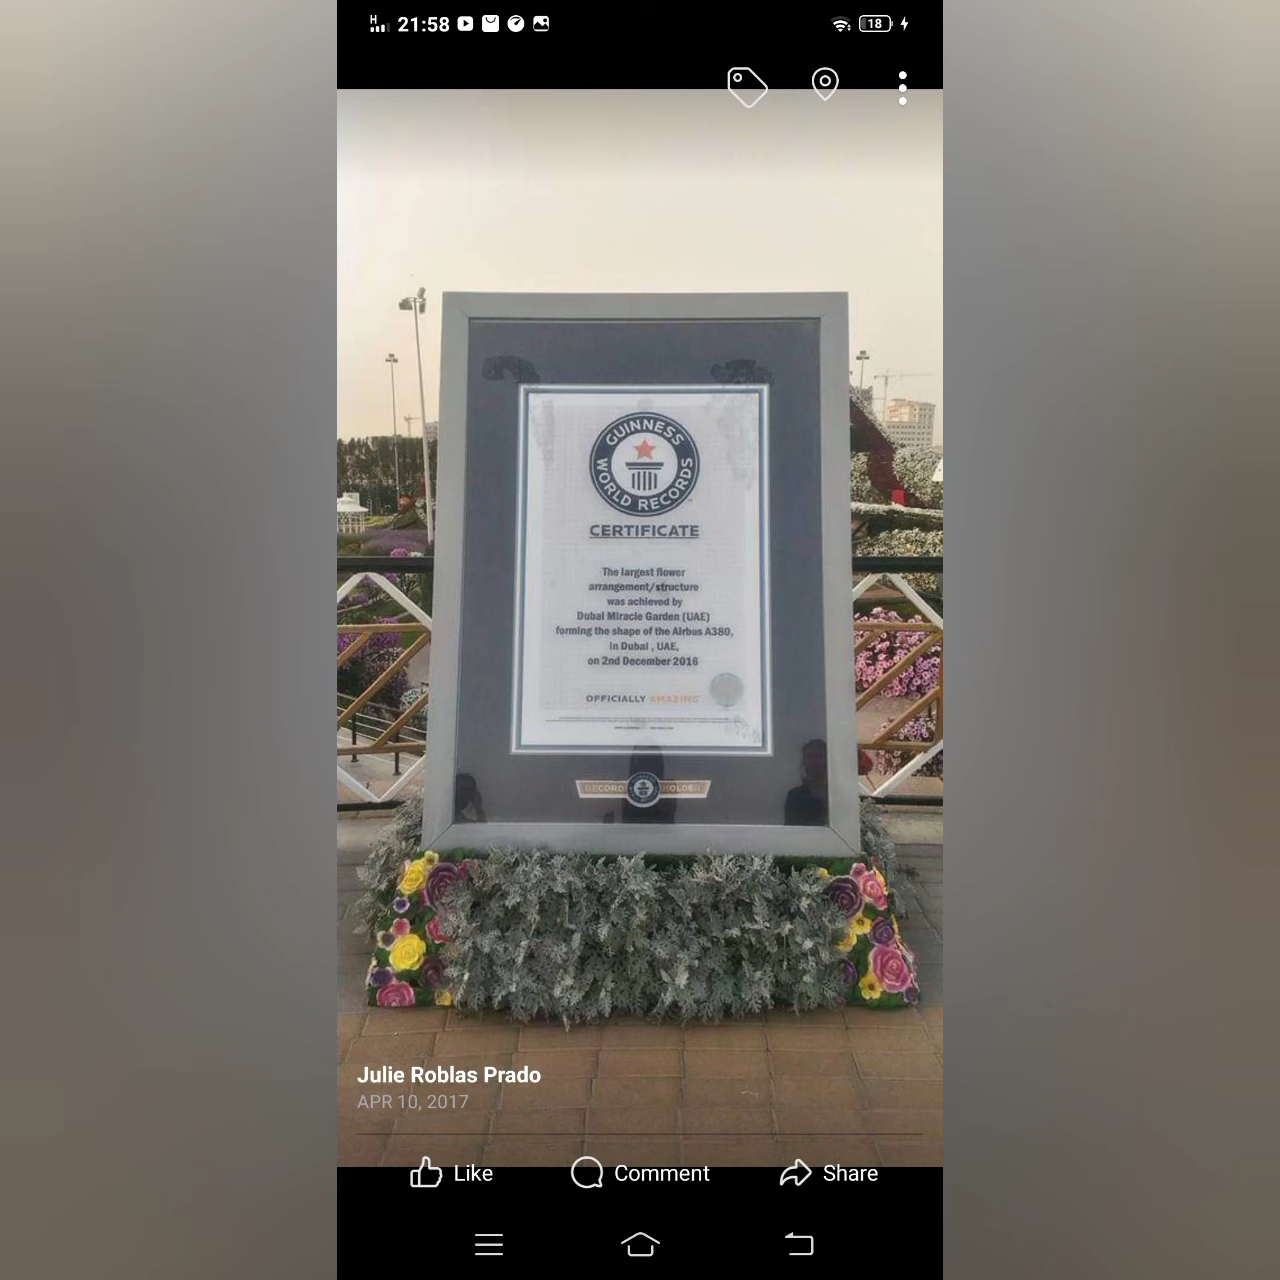 H
21:58
18
GUINNESS
WORLD RECORDS
CERTIFICATE
The largest flower
arrangement/structure
was achieved by
Dubai Miracle Garden (UAE)
forming the shape of the Airbus A380,
in Dubai , UAE,
on 2nd December 2016
OFFICIALLY AMAZING
RECORD HOLDER
Julie Roblas Prado
APR 10, 2017
Like
Comment
Share